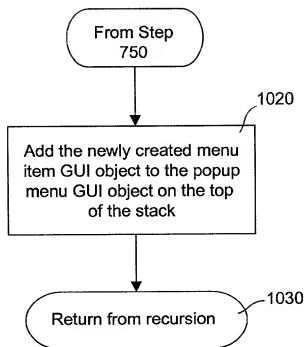 From Step
750
1020
Add the newly created menu
item GUI object to the popup
menu GUI object on the top
of the stack
1030
Return from recursion